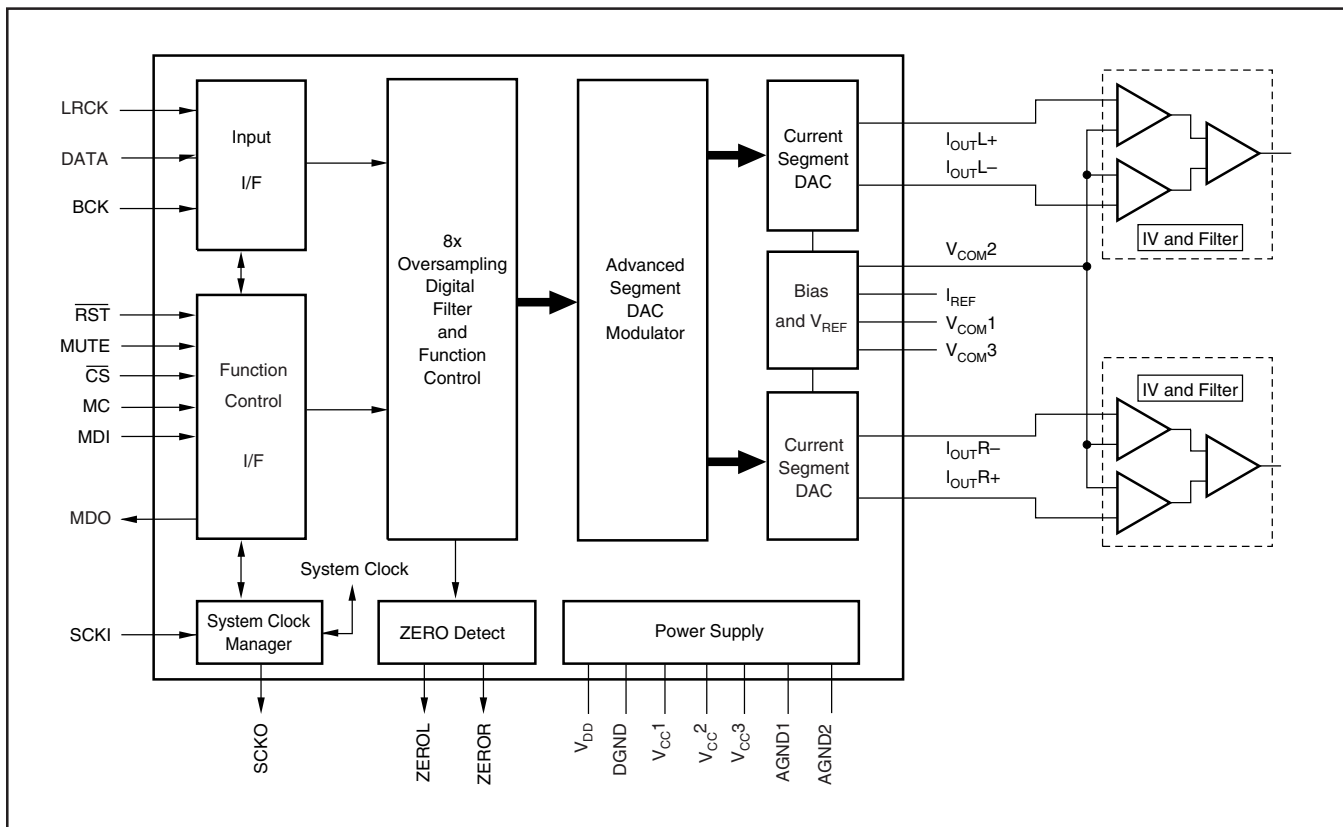 LRCK
DATA
BCK
Input
I/F
RST
MUTE
CS
MC
MDI
MDO
Function
Control
I/F
8x
Oversampling
Digital
Filter
and
Function
Control
Advanced
Segment
DAC
Modulator
Current
Segment
DAC
Bias
and VREF
Current
Segment
DAC
IOUTL+
IOUTL–
VCOM2
IREF
VCOM1
VCOM3
IOUTR–
IOUTR+
IV and Filter
IV and Filter
System Clock
SCKI
System Clock
Manager
ZERO Detect
Power Supply
SCKO
ZEROL
ZEROR
VDD
DGND
VCC1
VCC2
VCC3
AGND1
AGND2